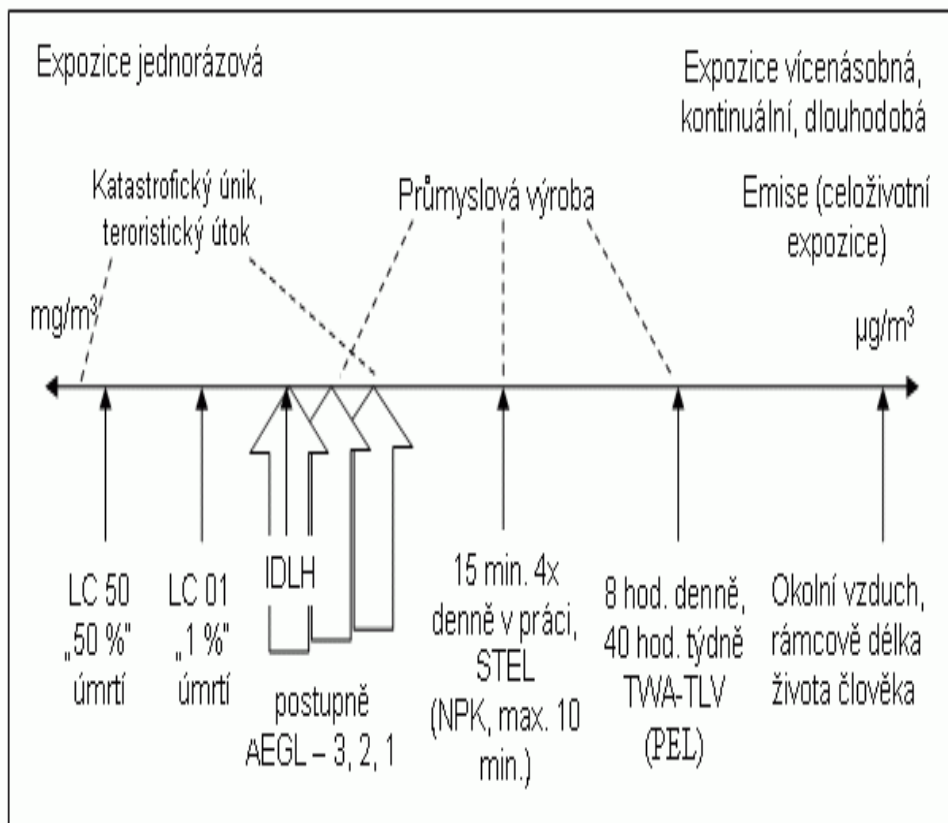 Expozice jednorázová
Expozice vícenásobná,
kontinuální, dlouhodobá
Katastrofický únik,
teroristický útok
Průmyslová výroba
Emise (celoživotní
expozice)
mg/m³
µg/m³
LC 50
„50 %"
úmrtí
LC 01
„1 %"
úmrtí
IDLH
postupně
AEGL – 3, 2, 1
15 min. 4x
denně v práci,
STEL
(NPK, max. 10
min.)
8 hod. denně,
40 hod. týdně
TWA-TLV
(PEL)
Okolní vzduch,
rámcově délka
života člověka